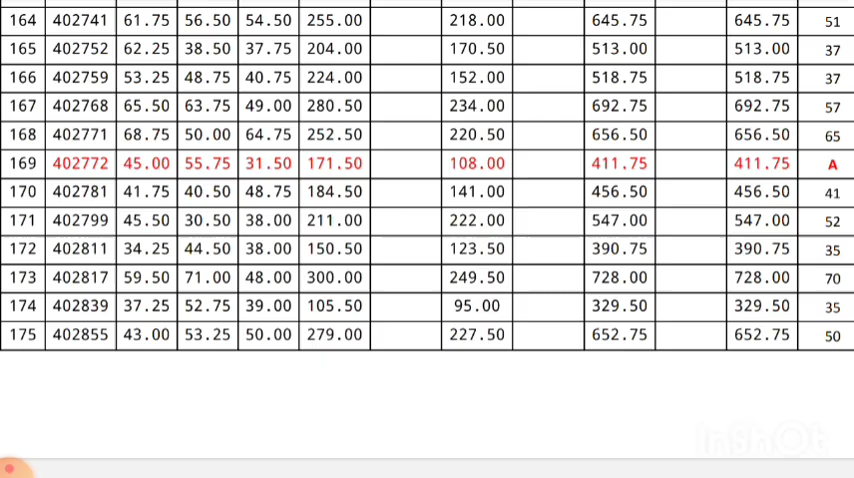 164 402741 61.75 56.50 54.50 255.00 218.00 645.75 645.75 51
165 402752 62.25 38.50 37.75 204.00 170.50 513.00 513.00 37
166 402759 53.25 48.75 40.75 224.00 152.00 518.75 518.75 37
167 402768 65.50 63.75 49.00 280.50 234.00 692.75 692.75 57
168 402771 68.75 50.00 64.75 252.50 220.50 656.50 656.50 65
169 402772 45.00 55.75 31.50 171.50 108.00 411.75 411.75 A
170 402781 41.75 40.50 48.75 184.50 141.00 456.50 456.50 41
171 402799 45.50 30.50 38.00 211.00 222.00 547.00 547.00 52
172 402811 34.25 44.50 38.00 150.50 123.50 390.75 390.75 35
173 402817 59.50 71.00 48.00 300.00 249.50 728.00 728.00 70
174 402839 37.25 52.75 39.00 105.50 95.00 329.50 329.50 35
175 402855 43.00 53.25 50.00 279.00 227.50 652.75 652.75 50
InShOt